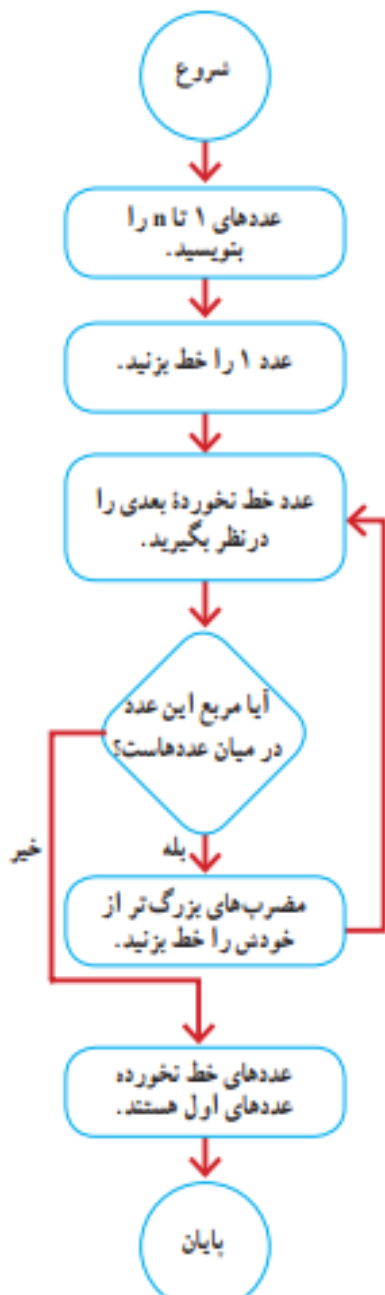 شروع
عددهای ۱ تا n را
بنویسید.
عدد ۱ را خط بزنید.
عدد خط نخوردهٔ بعدی را
درنظر بگیرید.
آیا مربع این عدد
در میان عددهاست؟
خیر
بله
مضرب‌های بزرگ‌تر از
خودش را خط بزنید.
عددهای خط نخورده
عددهای اول هستند.
پایان